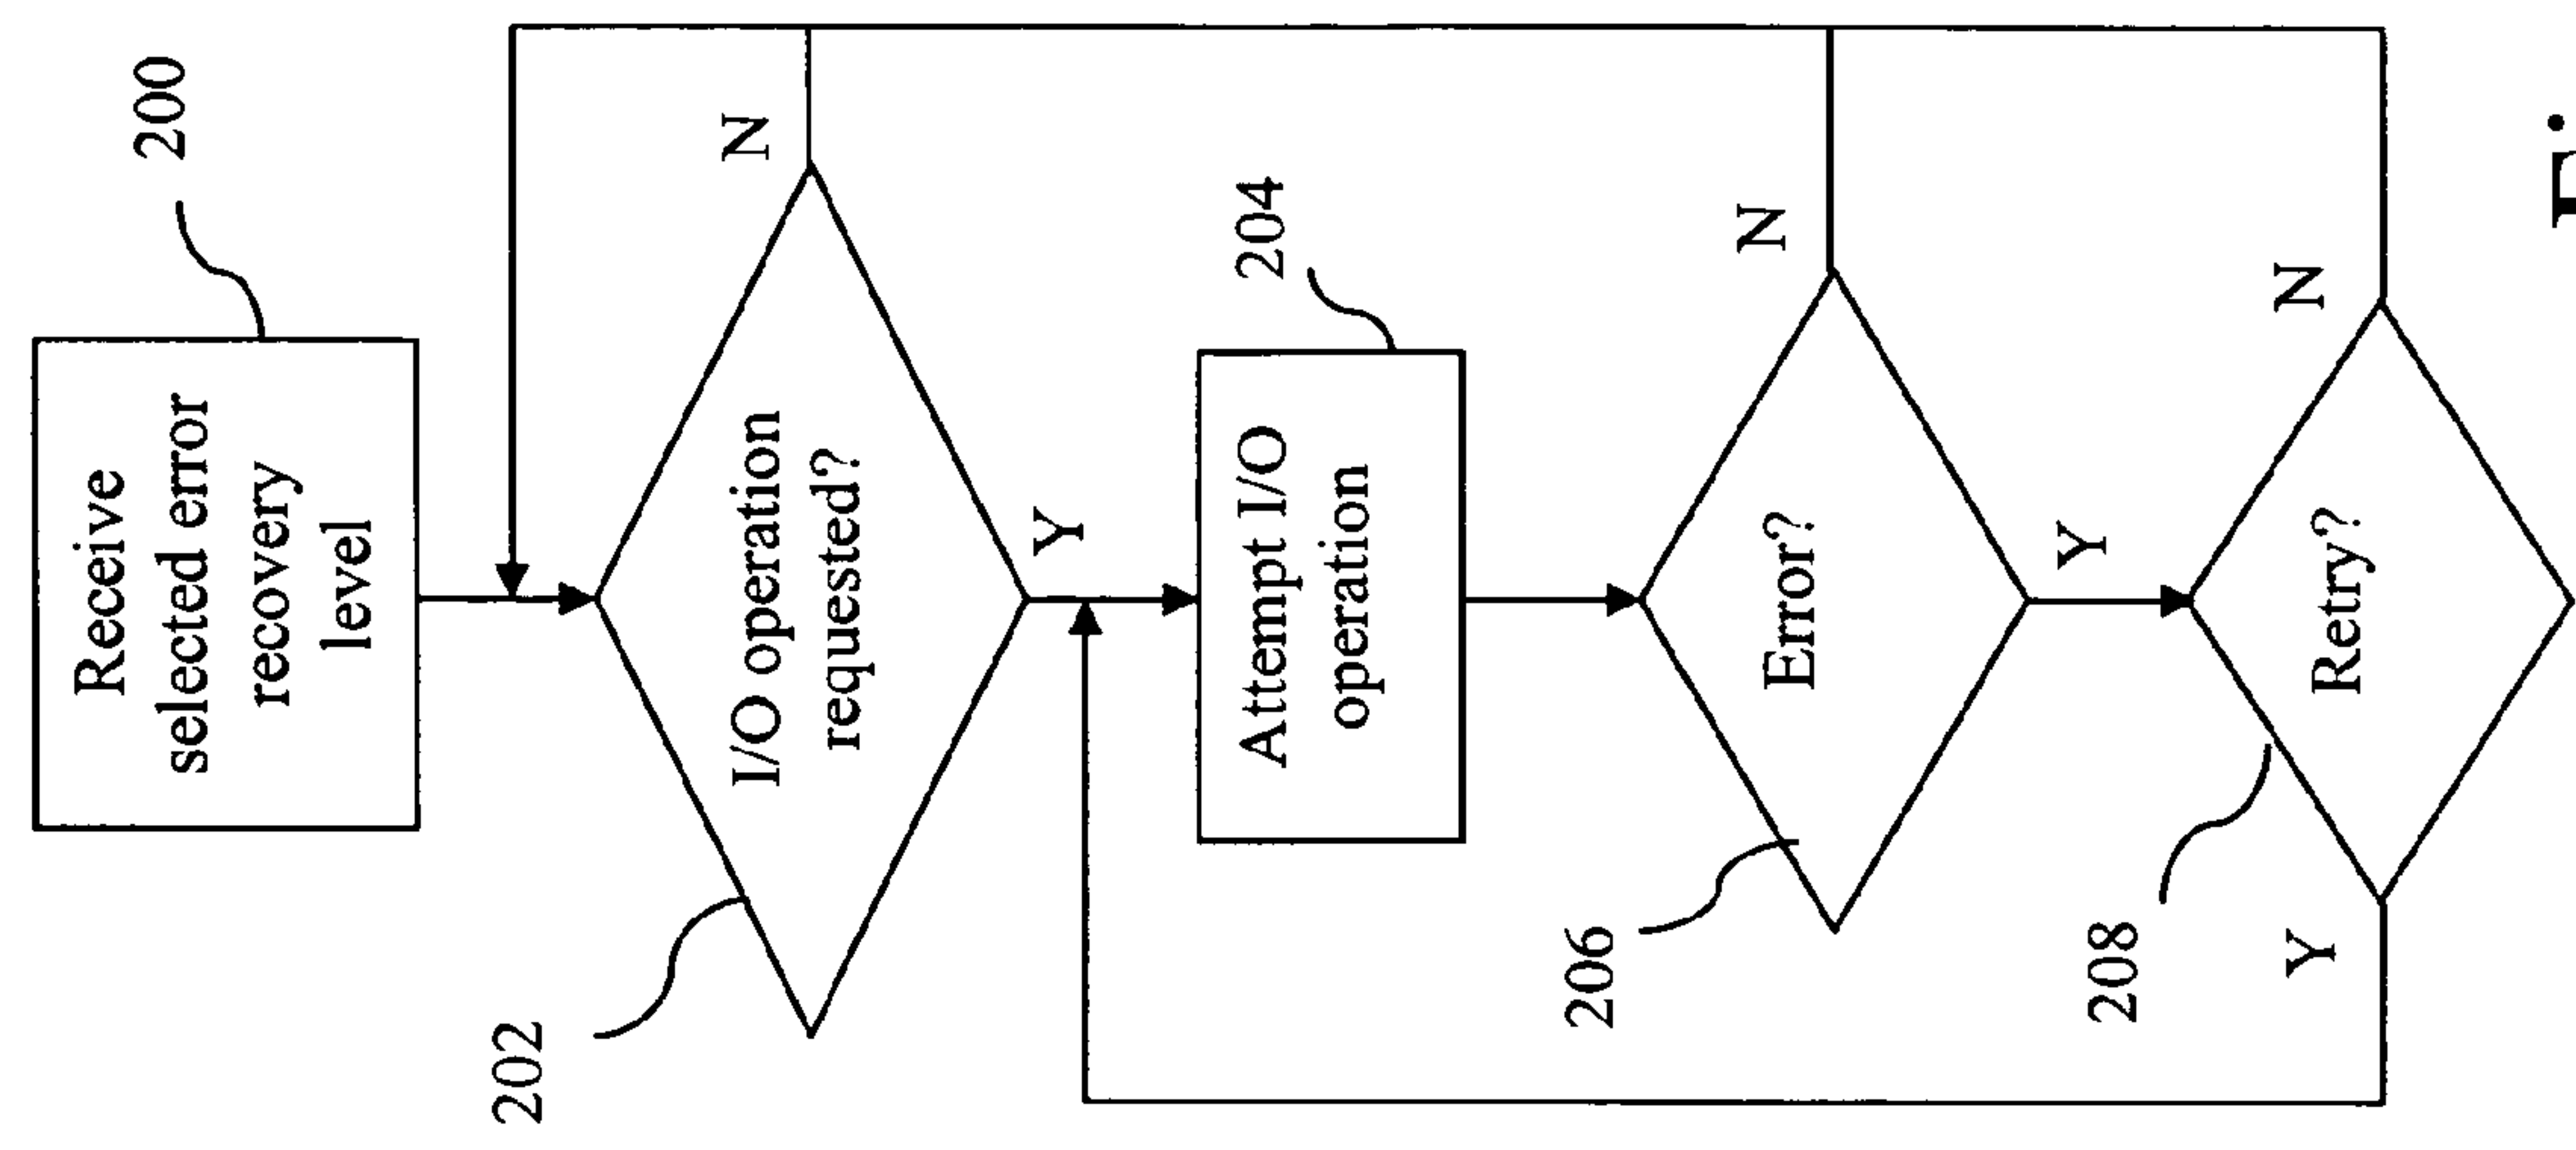 Receive
selected error
recovery
level
200
I/O operation
requested?
202
N
Y
Attempt I/O
operation
204
Error?
206
N
Y
Retry?
208
N
Y